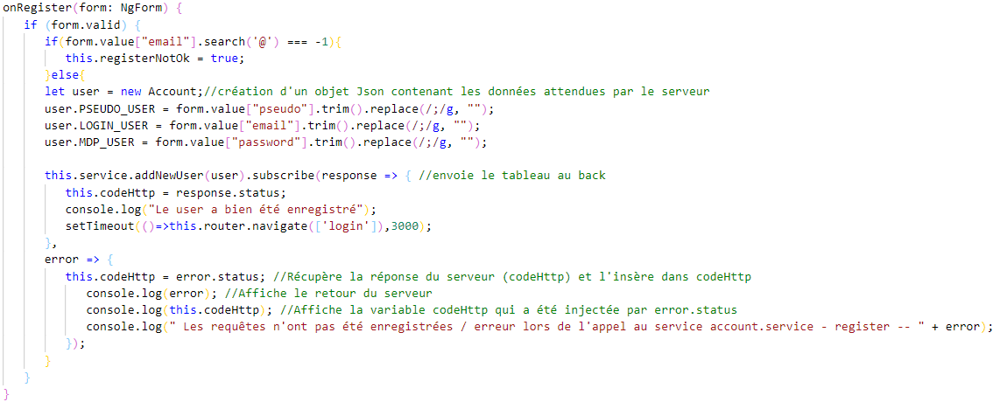 onRegister(form: NgForm) {
if (form.valid) {
if(form.value["email"].search('@') === -1){
this.registerNotOk = true;
}else{
let user = new Account;//création d'un objet Json contenant les données attendues par le serveur
user.PSEUDO_USER = form.value["pseudo"].trim().replace(/;/g, "");
user.LOGIN_USER = form.value["email"].trim().replace(/;/g, "");
user.MDP_USER = form.value["password"].trim().replace(/;/g, "");
this.service.addNewUser(user).subscribe(response => { //envoie le tableau au back
this.codeHttp = response.status;
console.log("Le user a bien été enregistré");
setTimeout(()=>this.router.navigate(['login']),3000);
},
error => {
this.codeHttp = error.status; //Récupère la réponse du serveur (codeHttp) et l'insère dans codeHttp
console.log(error); //Affiche le retour du serveur
console.log(this.codeHttp); //Affiche la variable codeHttp qui a été injectée par error.status
console.log(" Les requêtes n'ont pas été enregistrées / erreur lors de l'appel au service account.service - register -- " + error);
});
}
}
}